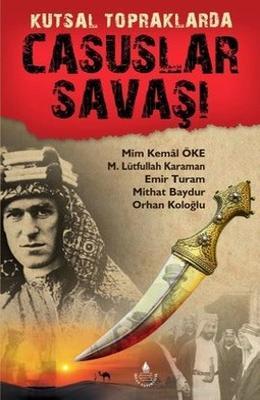 KUTSAL TOPRAKLARDA
CASUSLAR
SAVAŞI
Mim Kemâl ÖKE
M. Lütfullah Karaman
Emir Turam
Mithat Baydur
Orhan Koloğlu